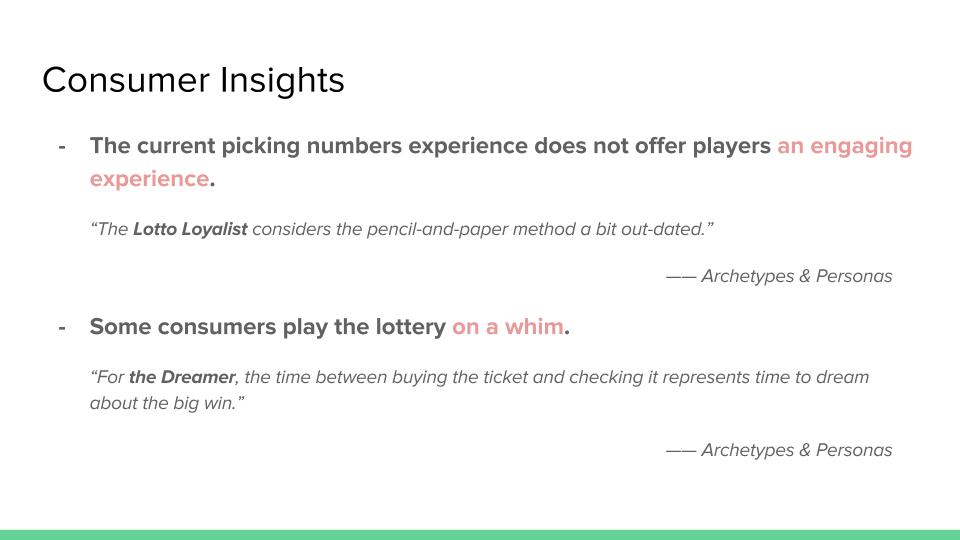 Consumer Insights
- The current picking numbers experience does not offer players an engaging
experience.
“The Lotto Loyalist considers the pencil-and-paper method a bit out-dated.”
—— Archetypes & Personas
- Some consumers play the lottery on a whim.
“For the Dreamer, the time between buying the ticket and checking it represents time to dream
about the big win.”
—— Archetypes & Personas